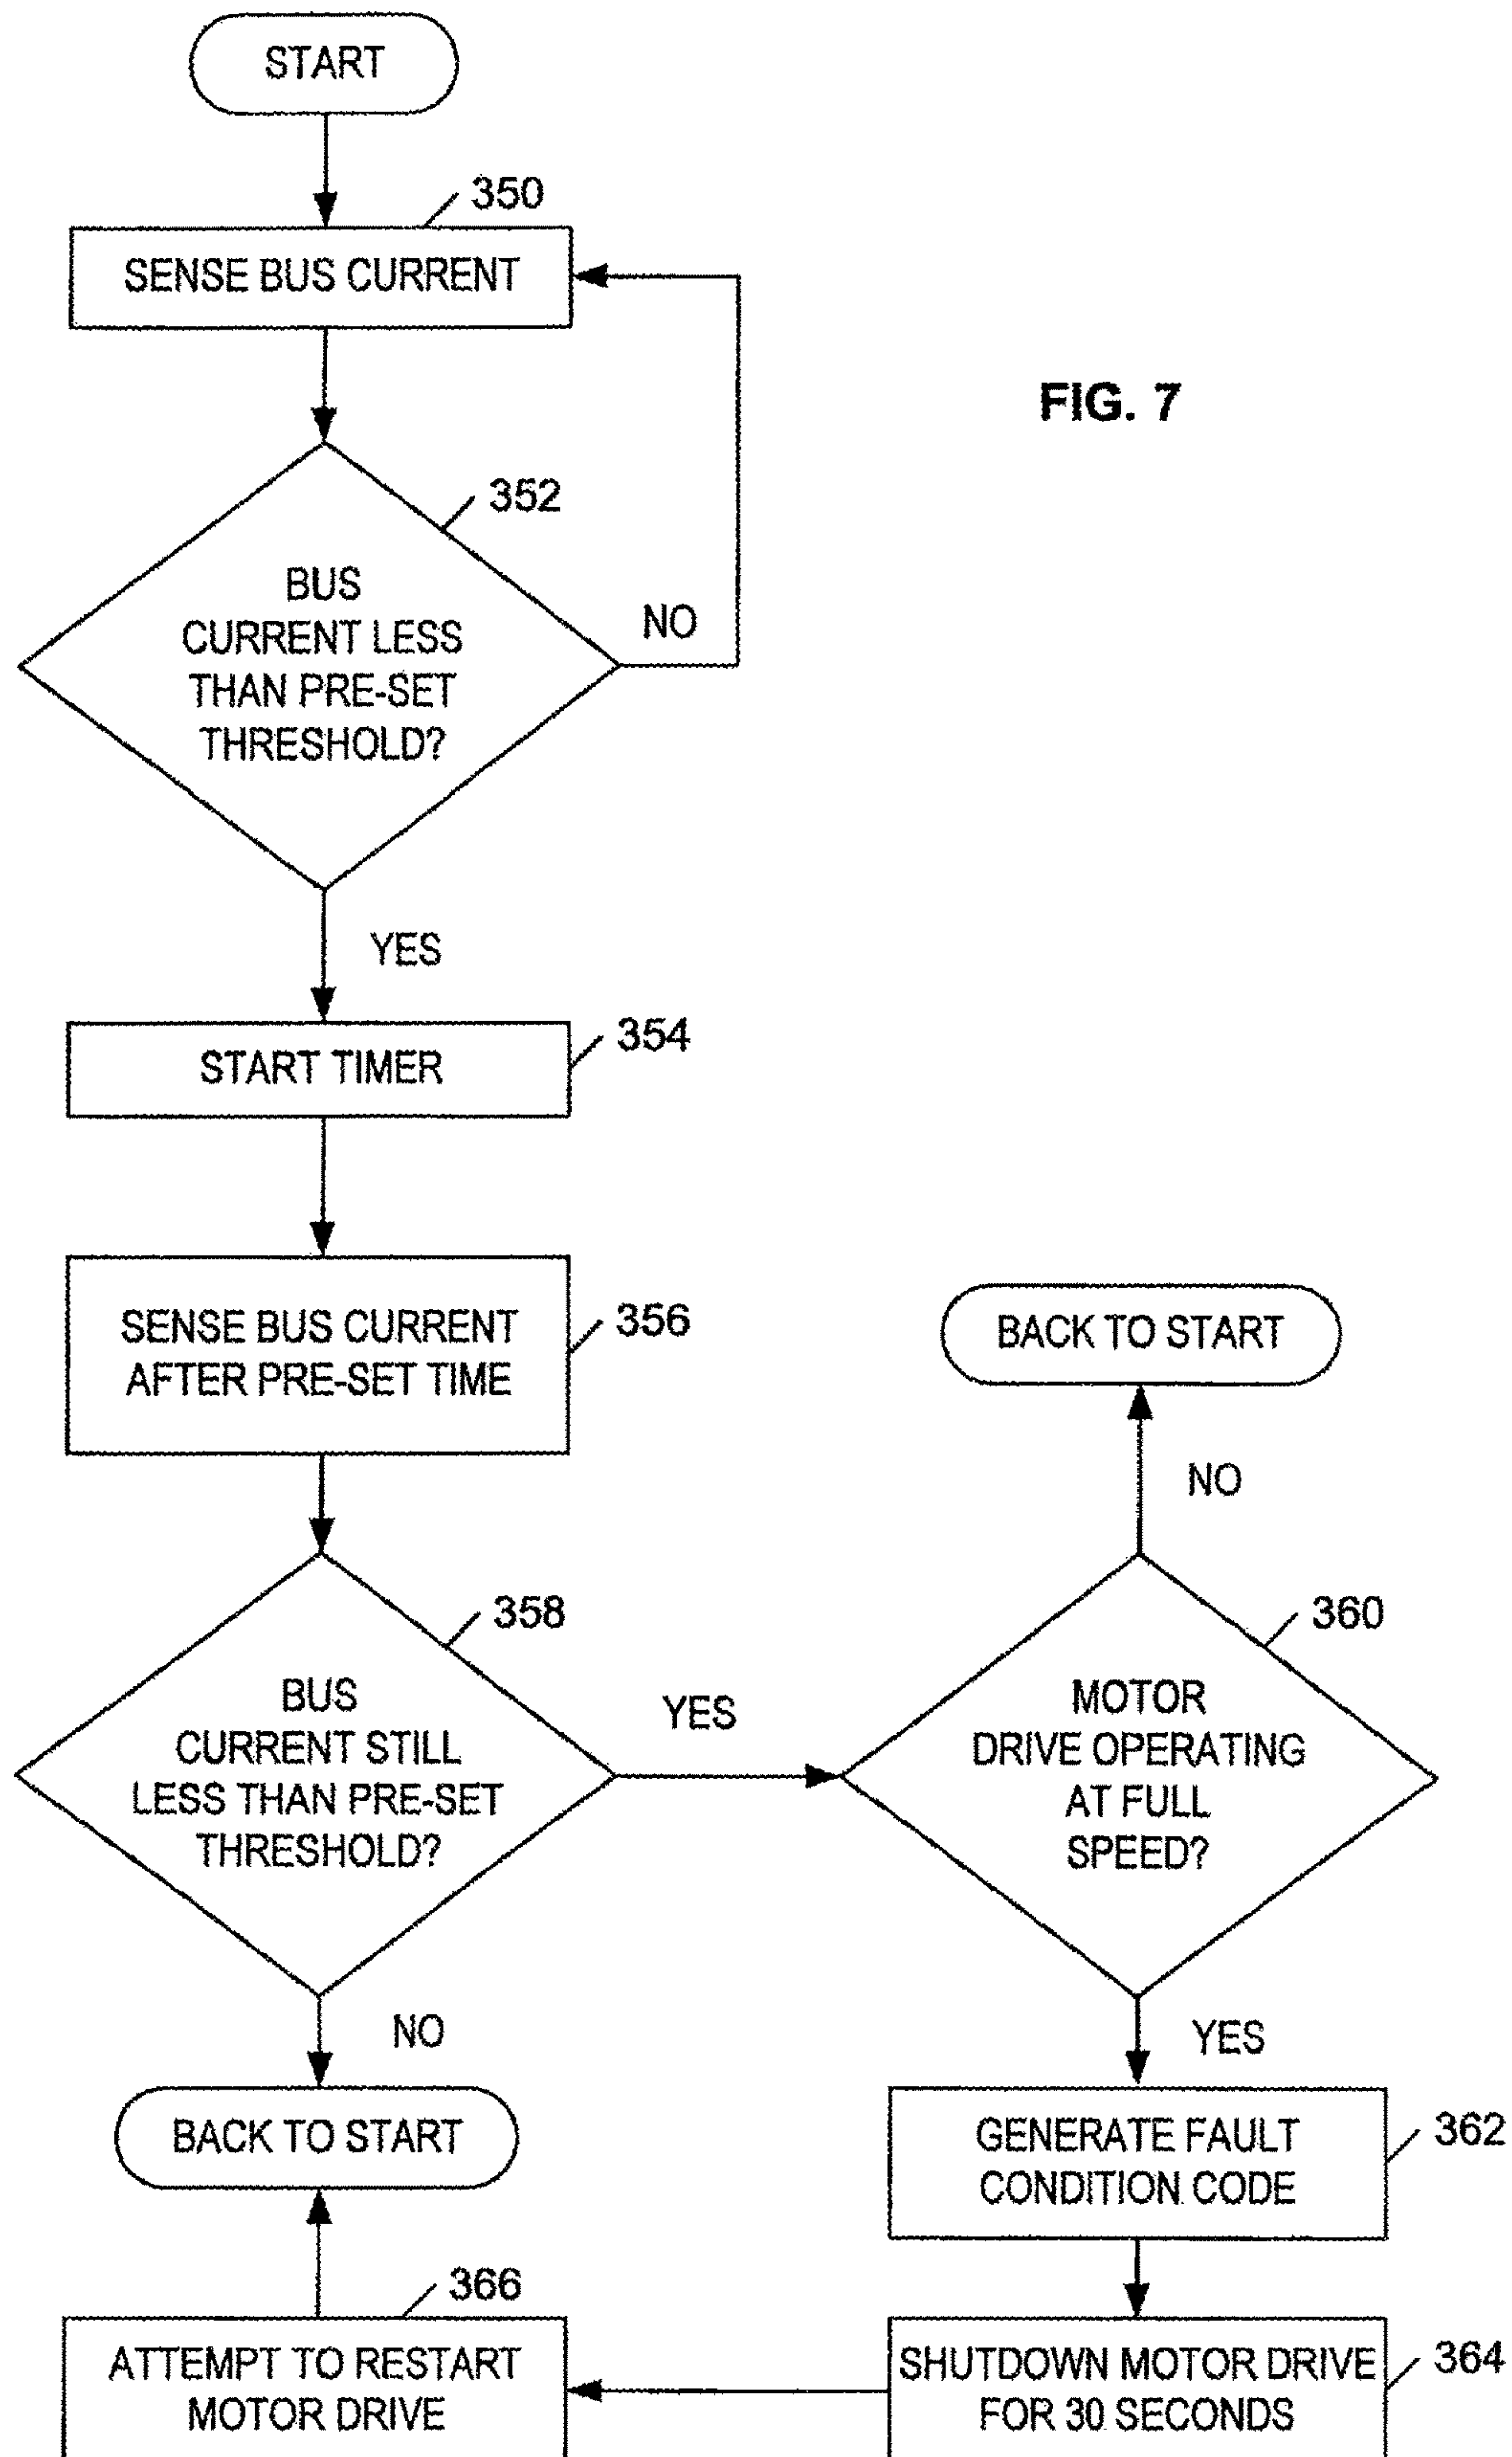 START
350
SENSE BUS CURRENT
FIG. 7
352
BUS
CURRENT LESS
THAN PRE-SET
THRESHOLD?
NO
YES
354
START TIMER
356
SENSE BUS CURRENT
AFTER PRE-SET TIME
BACK TO START
NO
358
BUS
CURRENT STILL
LESS THAN PRE-SET
THRESHOLD?
YES
360
MOTOR
DRIVE OPERATING
AT FULL
SPEED?
NO
YES
BACK TO START
GENERATE FAULT
CONDITION CODE
362
366
ATTEMPT TO RESTART
MOTOR DRIVE
SHUTDOWN MOTOR DRIVE
FOR 30 SECONDS
364